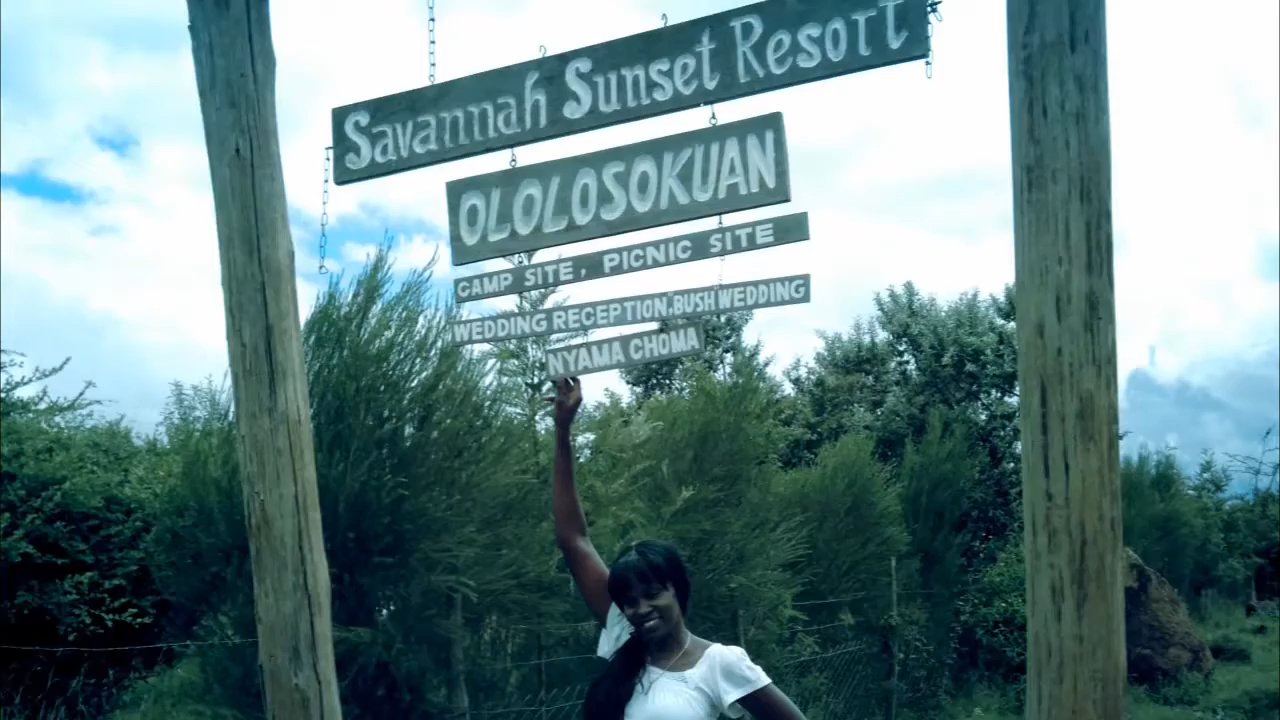 Savannah Sunset Resort
OLOLOSOKUAN
CAMP SITE, PICNIC SITE
WEDDING RECEPTION,BUSH WEDDING
NYAMA CHOMA